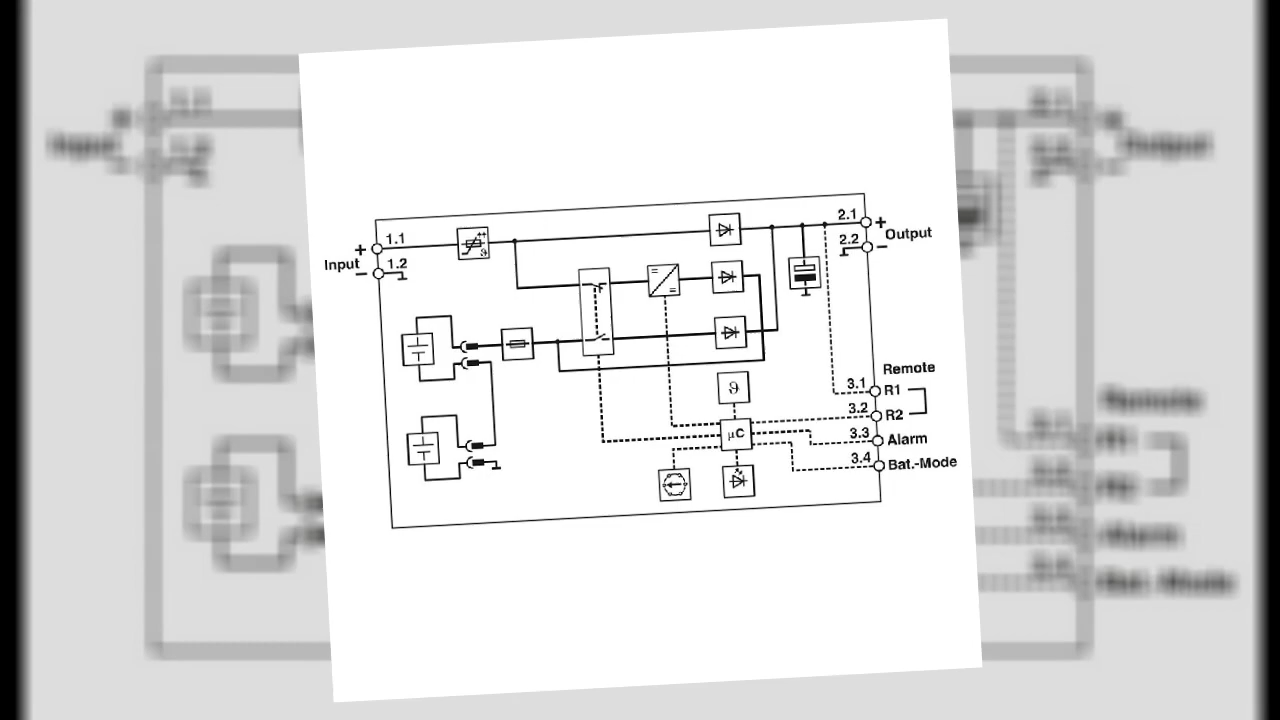 1.1
+
Input
−
1.2
++
ϑ
=
=
2.1
+
Output
2.2
−
ϑ
µC
Remote
3.1
R1
3.2
R2
3.3
Alarm
3.4
Bat.-Mode